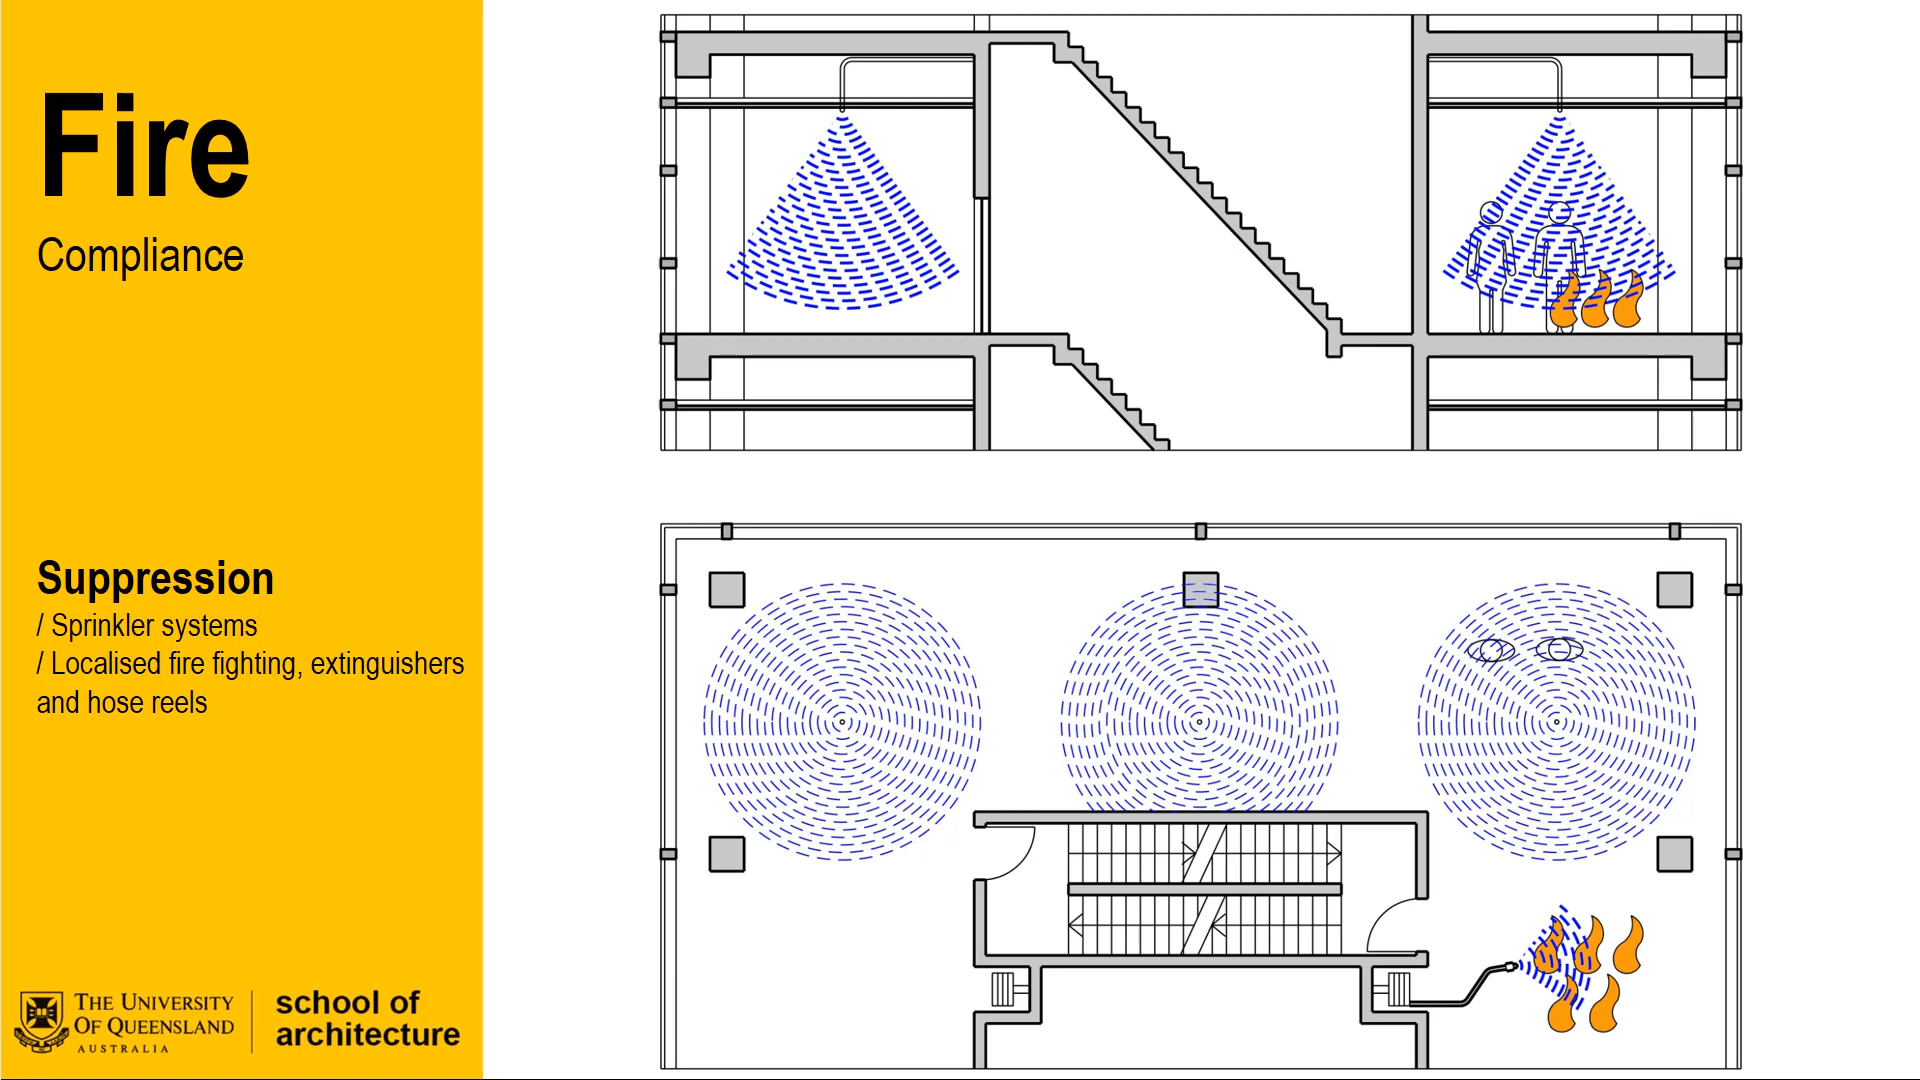 Fire
Compliance
Suppression
/ Sprinkler systems
/ Localised fire fighting, extinguishers
and hose reels
THE UNIVERSITY
OF QUEENSLAND
AUSTRALIA
school of
architecture